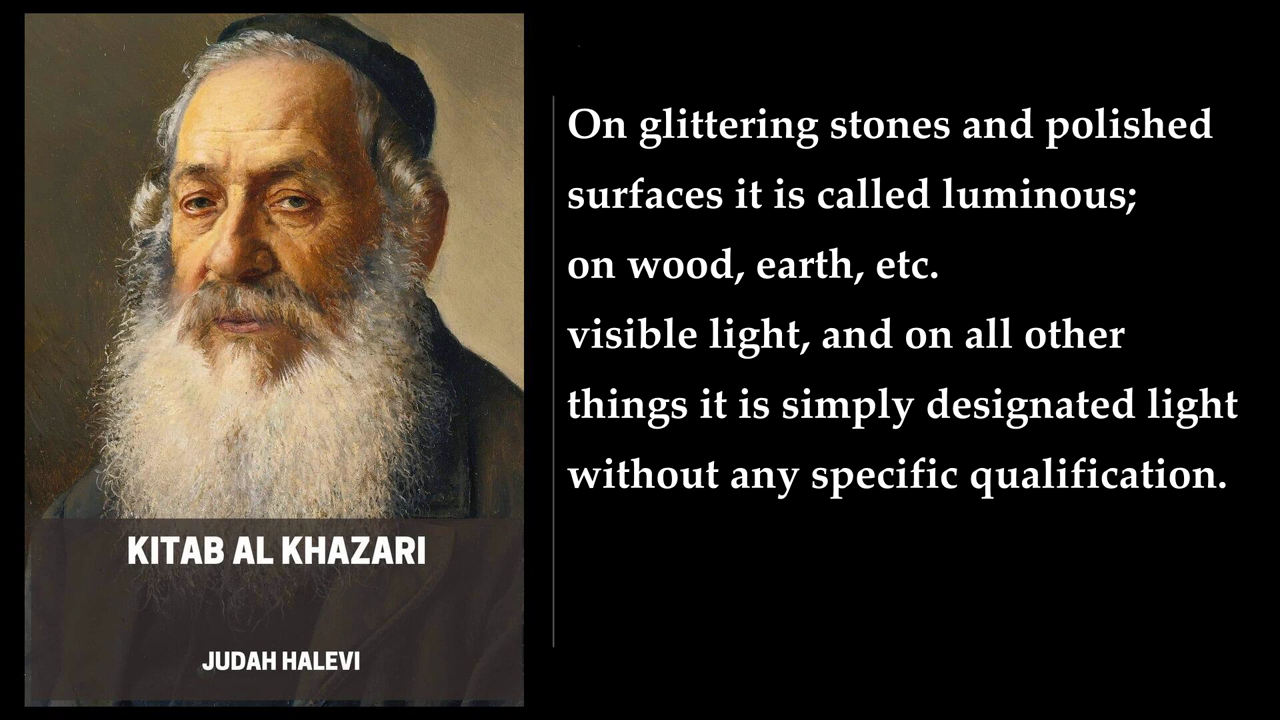 KITAB AL KHAZARI
JUDAH HALEVI
On glittering stones and polished
surfaces it is called luminous;
on wood, earth, etc.
visible light, and on all other
things it is simply designated light
without any specific qualification.